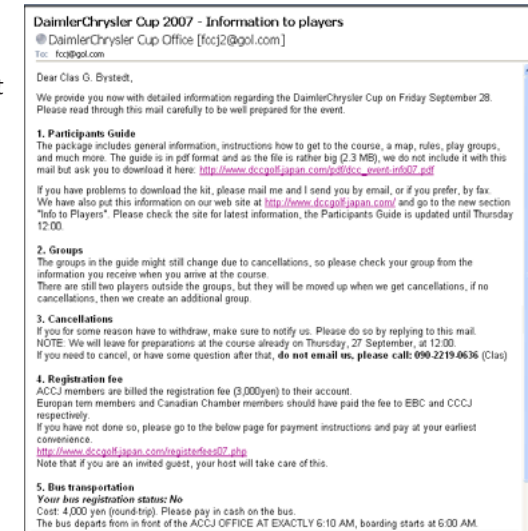 DaimlerChrysler Cup 2007 - Information to players
DaimlerChrysler Cup Office [fccj2@gol.com]
To: fccj@gol.com
Dear Clas G. Bystedt,
We provide you now with detailed information regarding the DaimlerChrysler Cup on Friday September 28.
Please read through this mail carefully to be well prepared for the event.
1. Participants Guide
The package includes general information, instructions how to get to the course, a map, rules, play groups,
and much more. The guide is in pdf format and as the file is rather big (2.3 MB), we do not include it with this
mail but ask you to download it here: http://www.dccgolf-japan.com/pdf/dcc_event-info07.pdf
If you have problems to download the kit, please mail me and I send you by email, or if you prefer, by fax.
We have also put this information on our web site at http://www.dccgolf-japan.com/ and go to the new section
"Info to Players". Please check the site for latest information, the Participants Guide is updated until Thursday
12:00.
2. Groups
The groups in the guide might still change due to cancellations, so please check your group from the
information you receive when you arrive at the course.
There are still two players outside the groups, but they will be moved up when we get cancellations, if no
cancellations, then we create an additional group.
3. Cancellations
If you for some reason have to withdraw, make sure to notify us. Please do so by replying to this mail.
NOTE: We will leave for preparations at the course already on Thursday, 27 September, at 12:00.
If you need to cancel, or have some question after that, do not email us, please call: 090-2219-0636 (Clas)
4. Registration fee
ACCJ members are billed the registration fee (3,000yen) to their account.
Europan tem members and Canadian Chamber members should have paid the fee to EBC and CCCJ
respectively.
If you have not done so, please go to the below page for payment instructions and pay at your earliest
convenience.
http://www.dccgolf-japan.com/registerfees07.php
Note that if you are an invited guest, your host will take care of this.
5. Bus transportation
Your bus registration status: No
Cost: 4,000 yen (round-trip). Please pay in cash on the bus.
The bus departs from in front of the ACCJ OFFICE AT EXACTLY 6:10 AM, boarding starts at 6:00 AM.